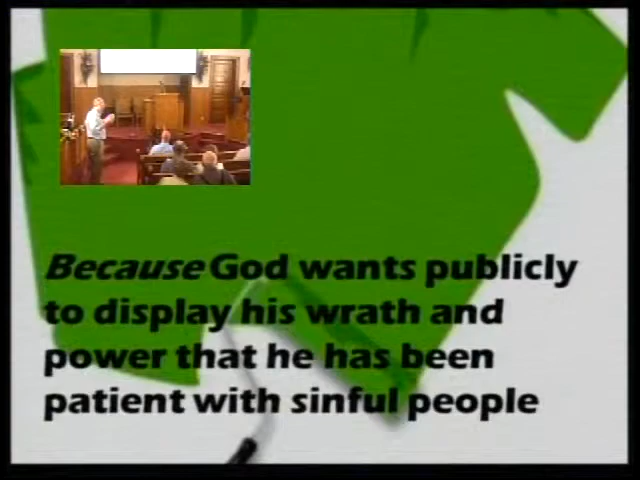 Because God wants publicly
to display his wrath and
power that he has been
patient with sinful people